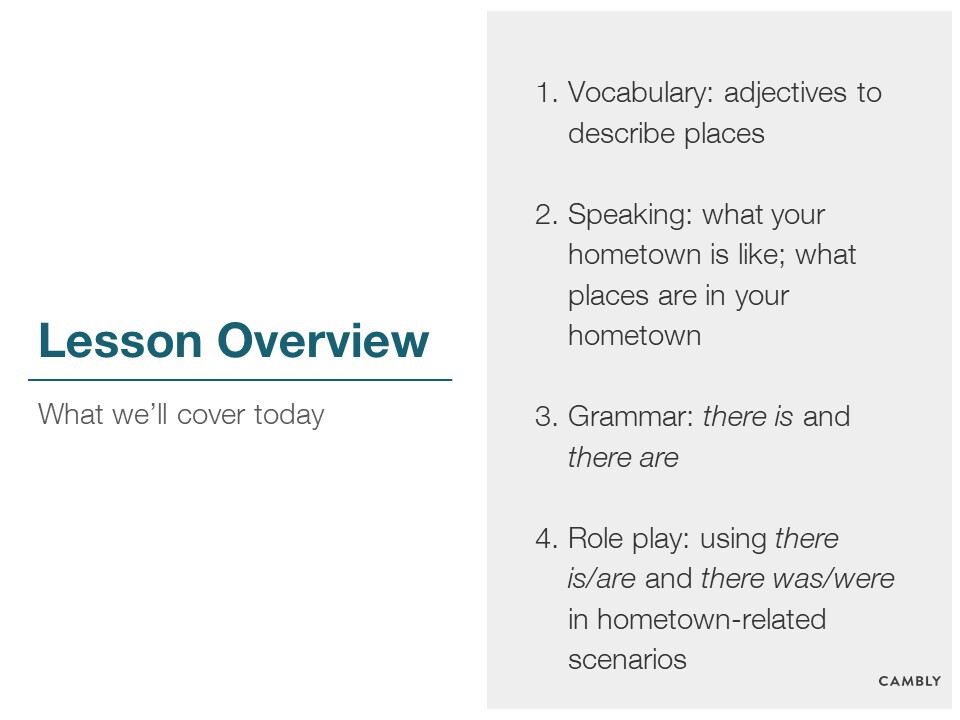 Lesson Overview
What we’ll cover today
1. Vocabulary: adjectives to
describe places
2. Speaking: what your
hometown is like; what
places are in your
hometown
3. Grammar: there is and
there are
4. Role play: using there
is/are and there was/were
in hometown-related
scenarios
CAMBLY